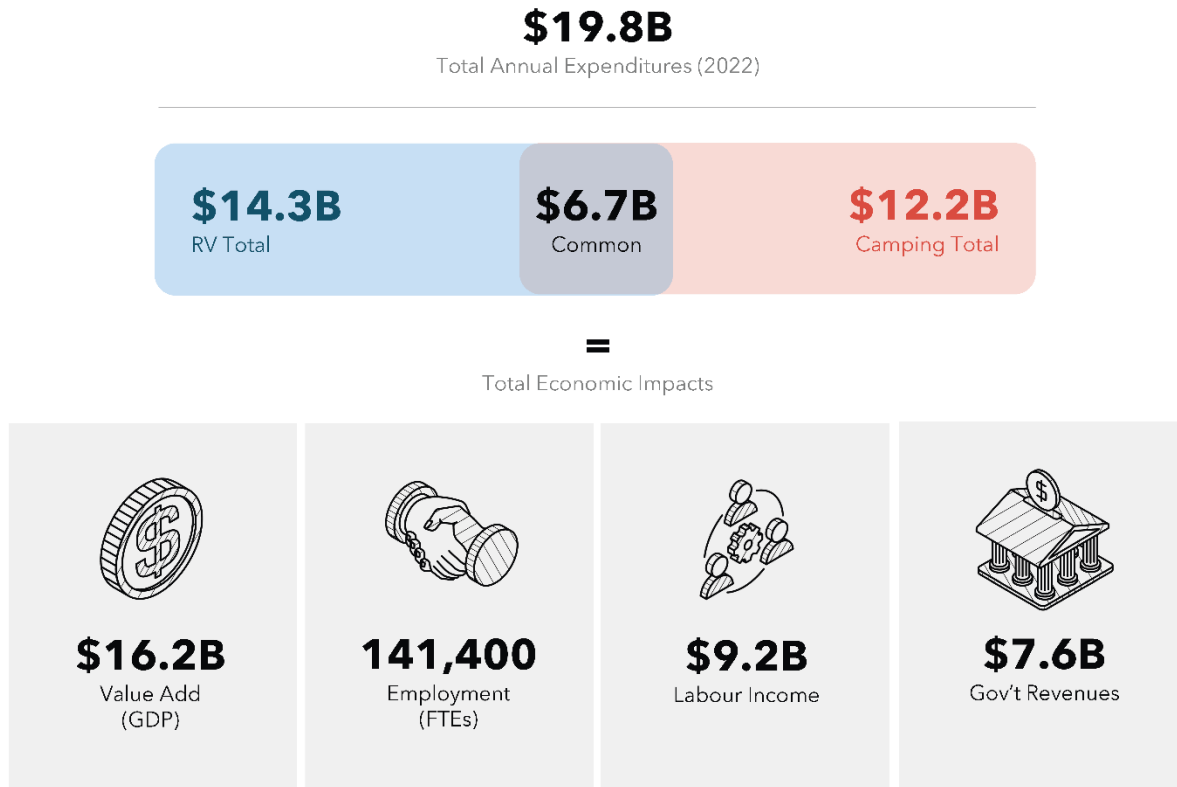 $19.8B
Total Annual Expenditures (2022)
$14.3B
RV Total
$6.7B
Common
$12.2B
Camping Total
=
Total Economic Impacts
$16.2B
Value Add
(GDP)
141,400
Employment
(FTEs)
$9.2B
Labour Income
$7.6B
Gov't Revenues